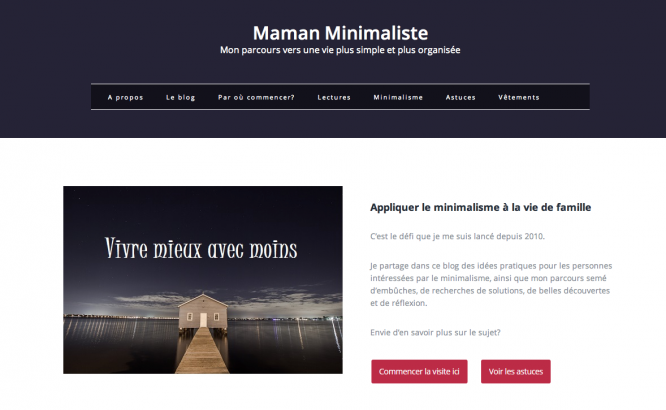 Maman Minimaliste
Mon parcours vers une vie plus simple et plus organisée
A propos Le blog Par où commencer? Lectures Minimalisme Astuces Vêtements
Vivre mieux avec moins
Appliquer le minimalisme à la vie de famille
C'est le défi que je me suis lancé depuis 2010.
Je partage dans ce blog des idées pratiques pour les personnes
intéressées par le minimalisme, ainsi que mon parcours semé
d'embûches, de recherches de solutions, de belles découvertes
et de réflexion.
Envie d'en savoir plus sur le sujet?
Commencer la visite ici Voir les astuces